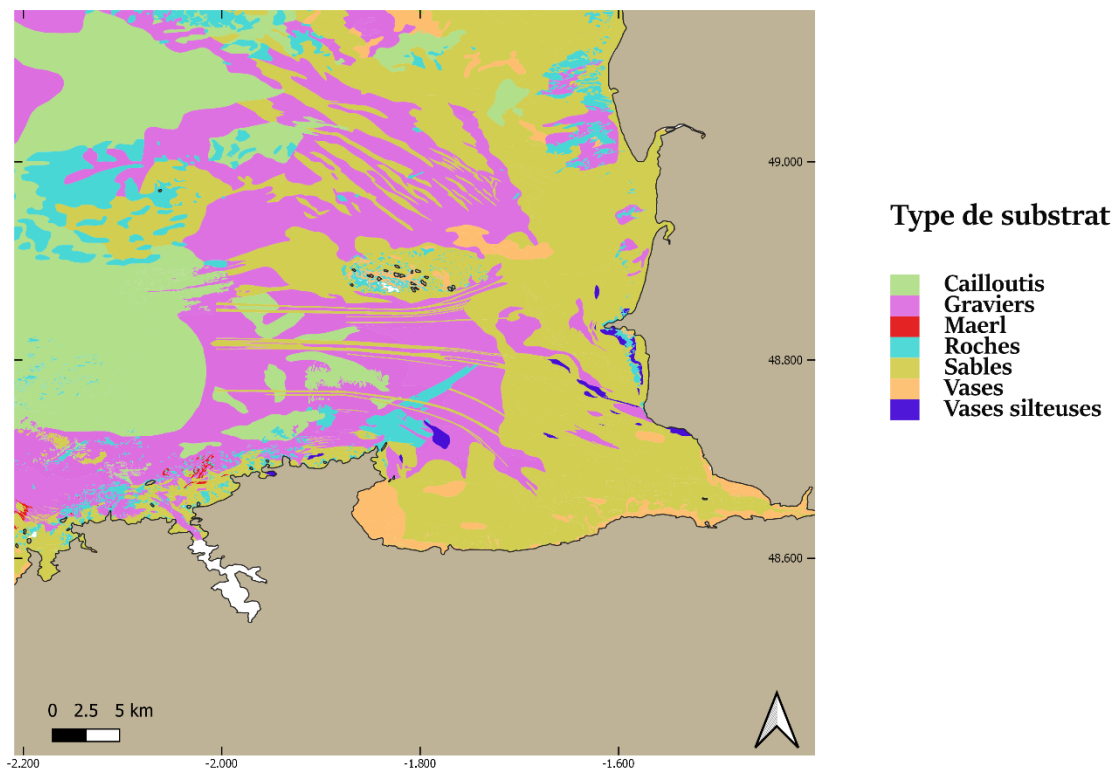 49.000
Type de substrat
Cailloutis
Graviers
Maerl
Roches
Sables
48.800
Vases
Vases silteuses
48.600
0 2.5 5 km
-2.200 -2.000 -1.800 -1.600